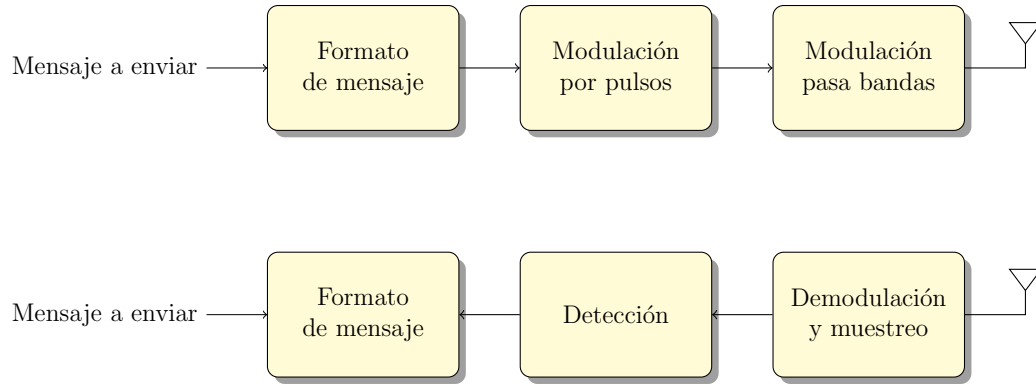 Mensaje a enviar
Formato
de mensaje
Modulación
por pulsos
Modulación
pasa bandas
Mensaje a enviar
Formato
de mensaje
Detección
Demodulación
y muestreo